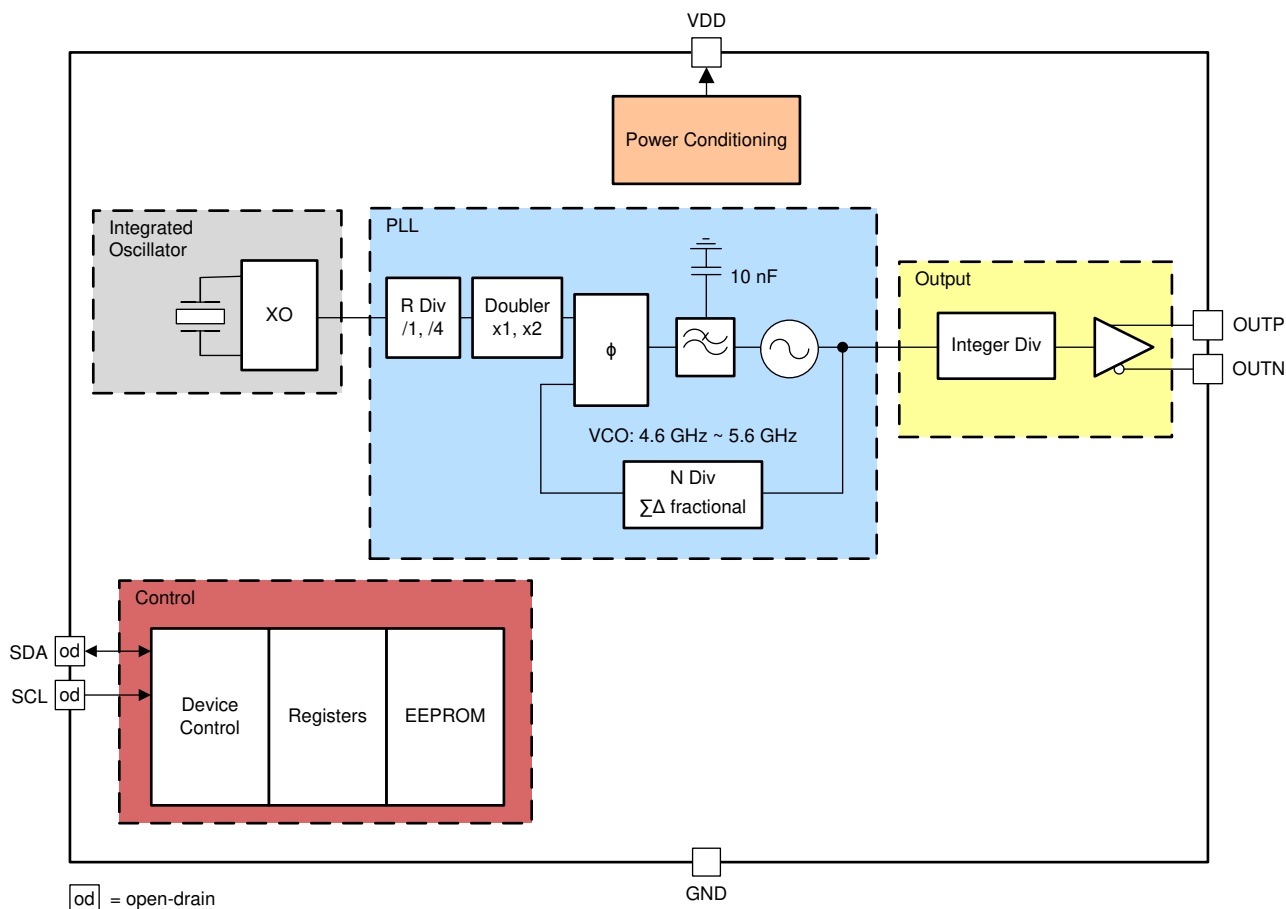 VDD
Power Conditioning
Integrated
Oscillator
XO
PLL
R Div
/1, /4
Doubler
x1, x2
ϕ
10 nF
VCO: 4.6 GHz ~ 5.6 GHz
N Div
∑Δ fractional
Output
Integer Div
OUTP
OUTN
Control
SDA
od
SCL
od
Device
Control
Registers
EEPROM
GND
od = open-drain